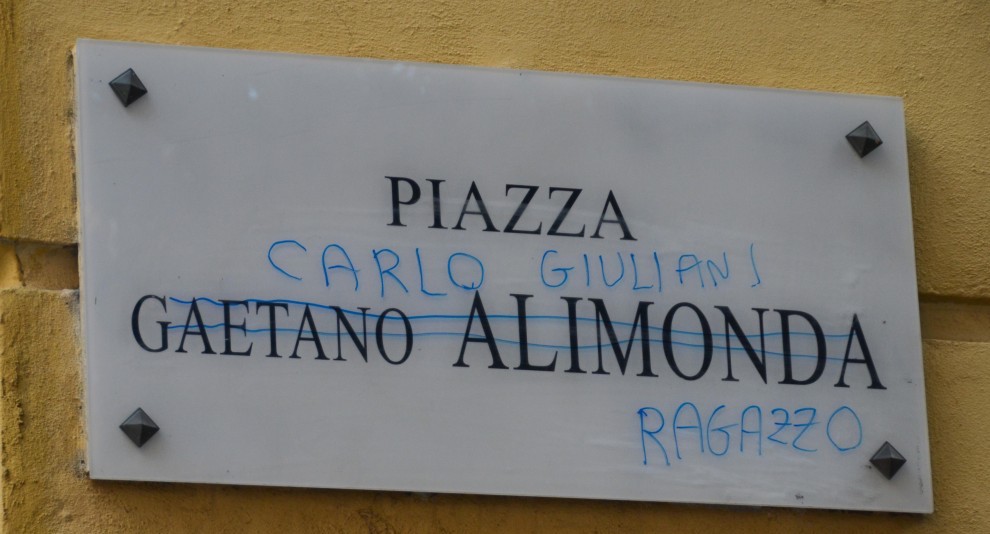 PIAZZA
CARLO GIULIANI
GAETANO ALIMONDA
RAGAZZO